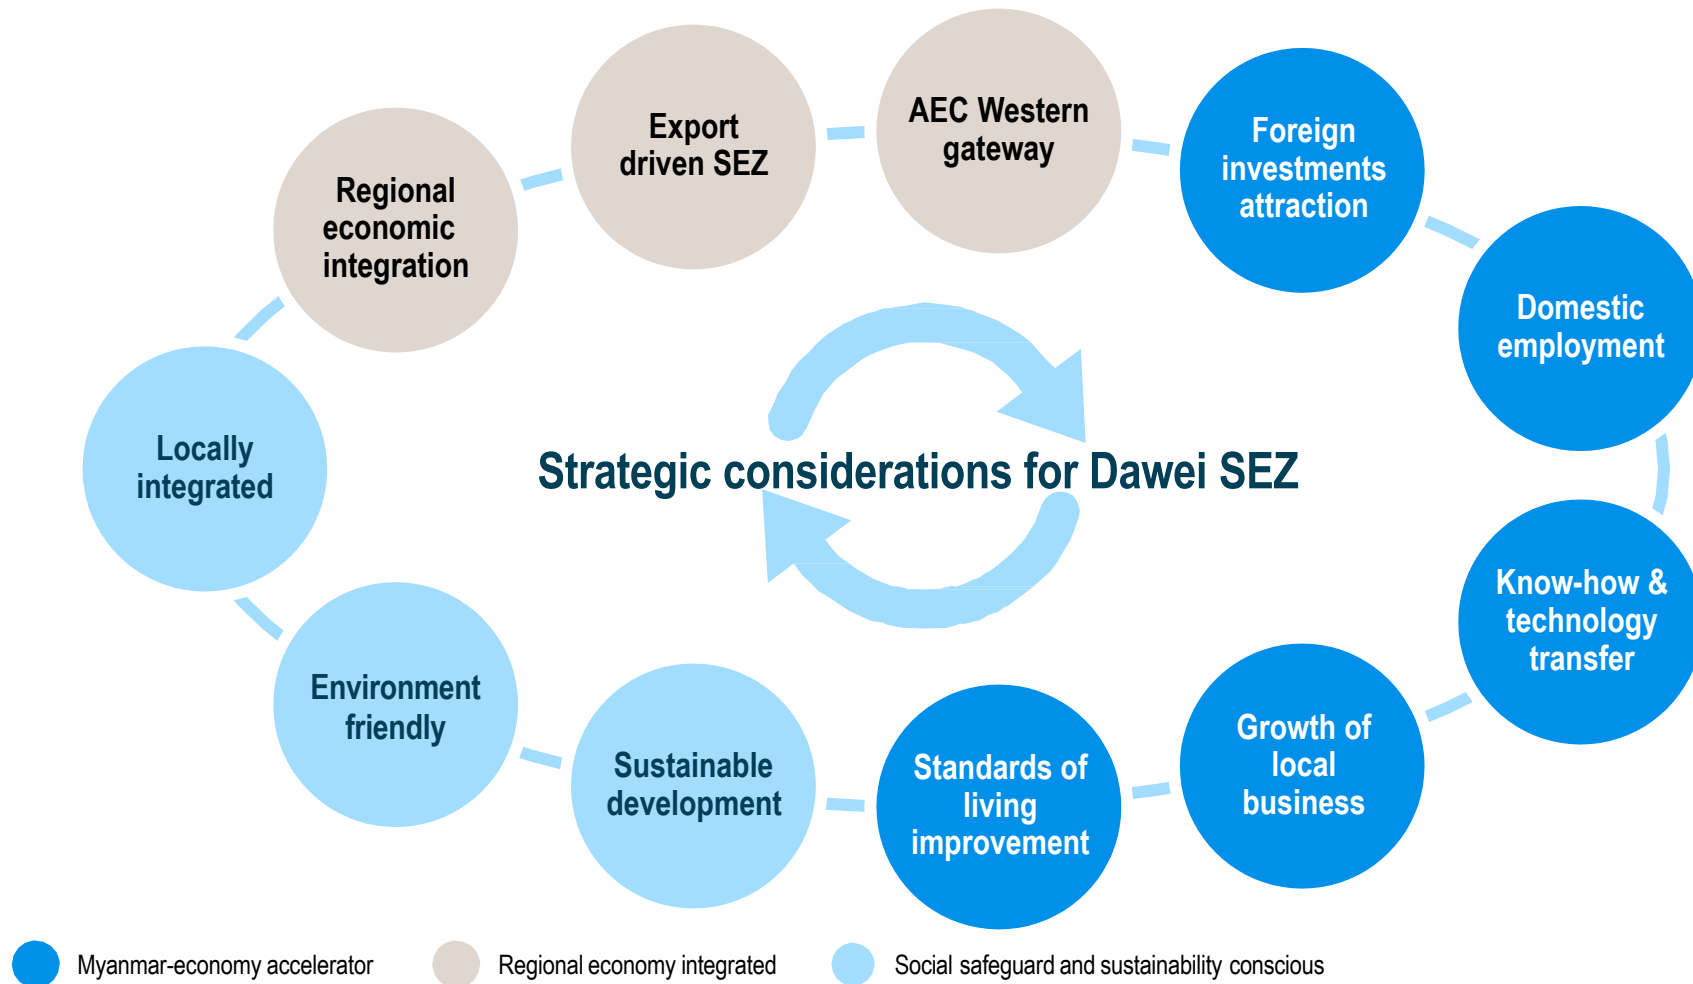 AEC Western
gateway
Export
driven SEZ
Foreign
investments
attraction
Regional
economic
integration
Domestic
employment
Locally
integrated
Strategic considerations for Dawei SEZ
Know-how &
technology
transfer
Environment
friendly
Growth of
local
business
Sustainable
development
Standards of
living
improvement
Myanmar-economy accelerator
Regional economy integrated
Social safeguard and sustainability conscious